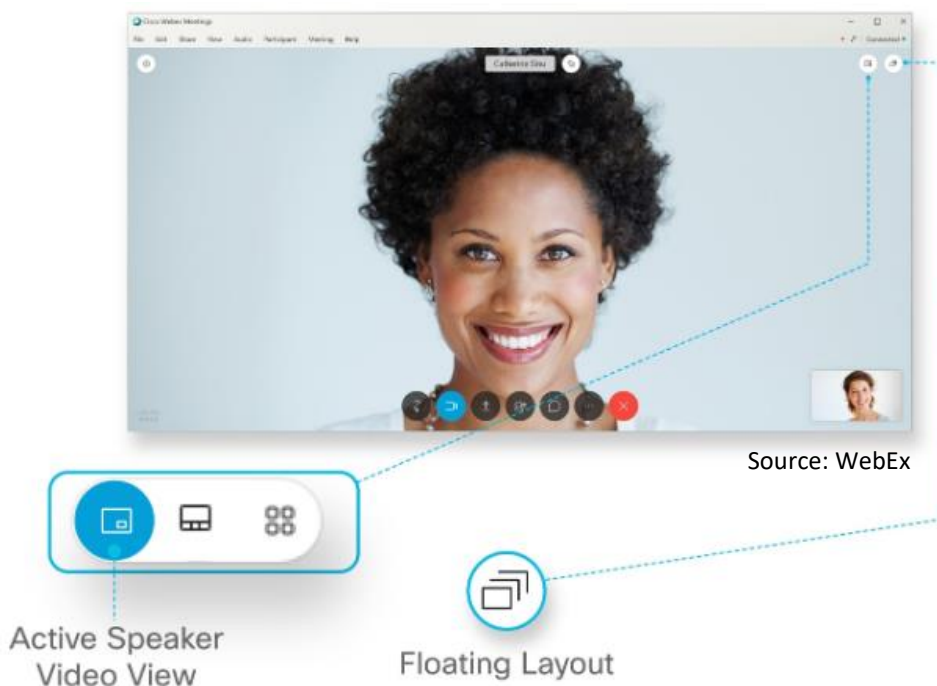 Cisco Webex Meetings
File Edit Share View Audio Participant Meeting Help
Connected
Catherine Sinu
Source: WebEx
Active Speaker
Video View
Floating Layout